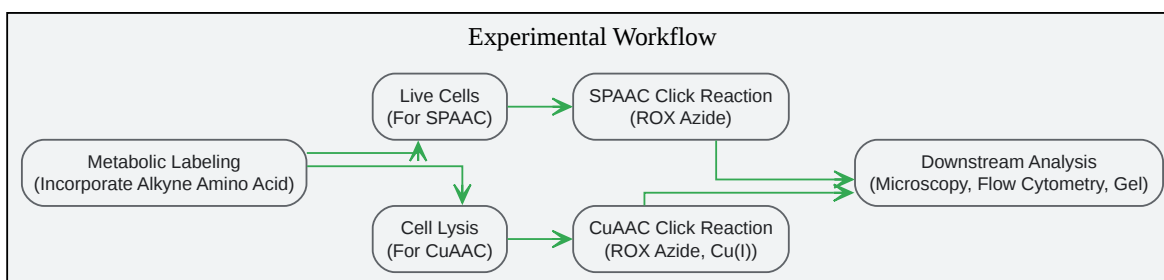 Experimental Workflow
Live Cells
(For SPAAC)
SPAAC Click Reaction
(ROX Azide)
Metabolic Labeling
(Incorporate Alkyne Amino Acid)
Downstream Analysis
(Microscopy, Flow Cytometry, Gel)
Cell Lysis
(For CuAAC)
CuAAC Click Reaction
(ROX Azide, Cu(I))